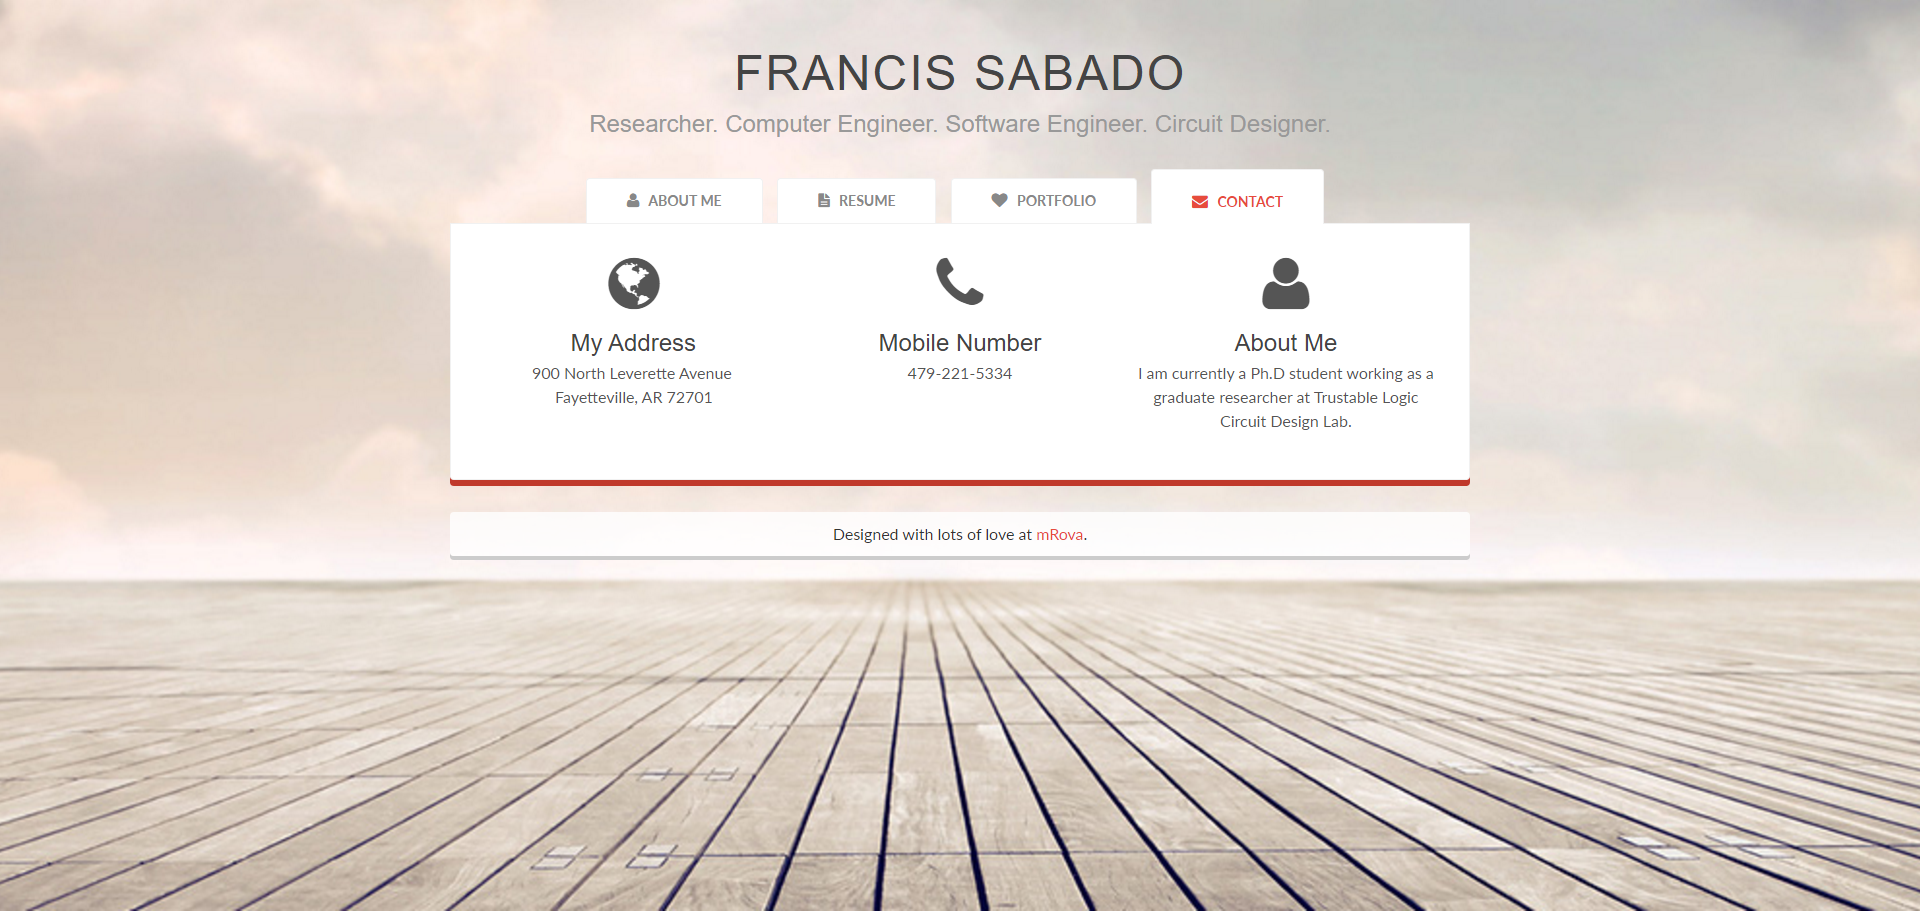 FRANCIS SABADO
Researcher. Computer Engineer. Software Engineer. Circuit Designer.
ABOUT ME
RESUME
PORTFOLIO
CONTACT
My Address
900 North Leverette Avenue
Fayetteville, AR 72701
Mobile Number
479-221-5334
About Me
I am currently a Ph.D student working as a
graduate researcher at Trustable Logic
Circuit Design Lab.
Designed with lots of love at mRova.